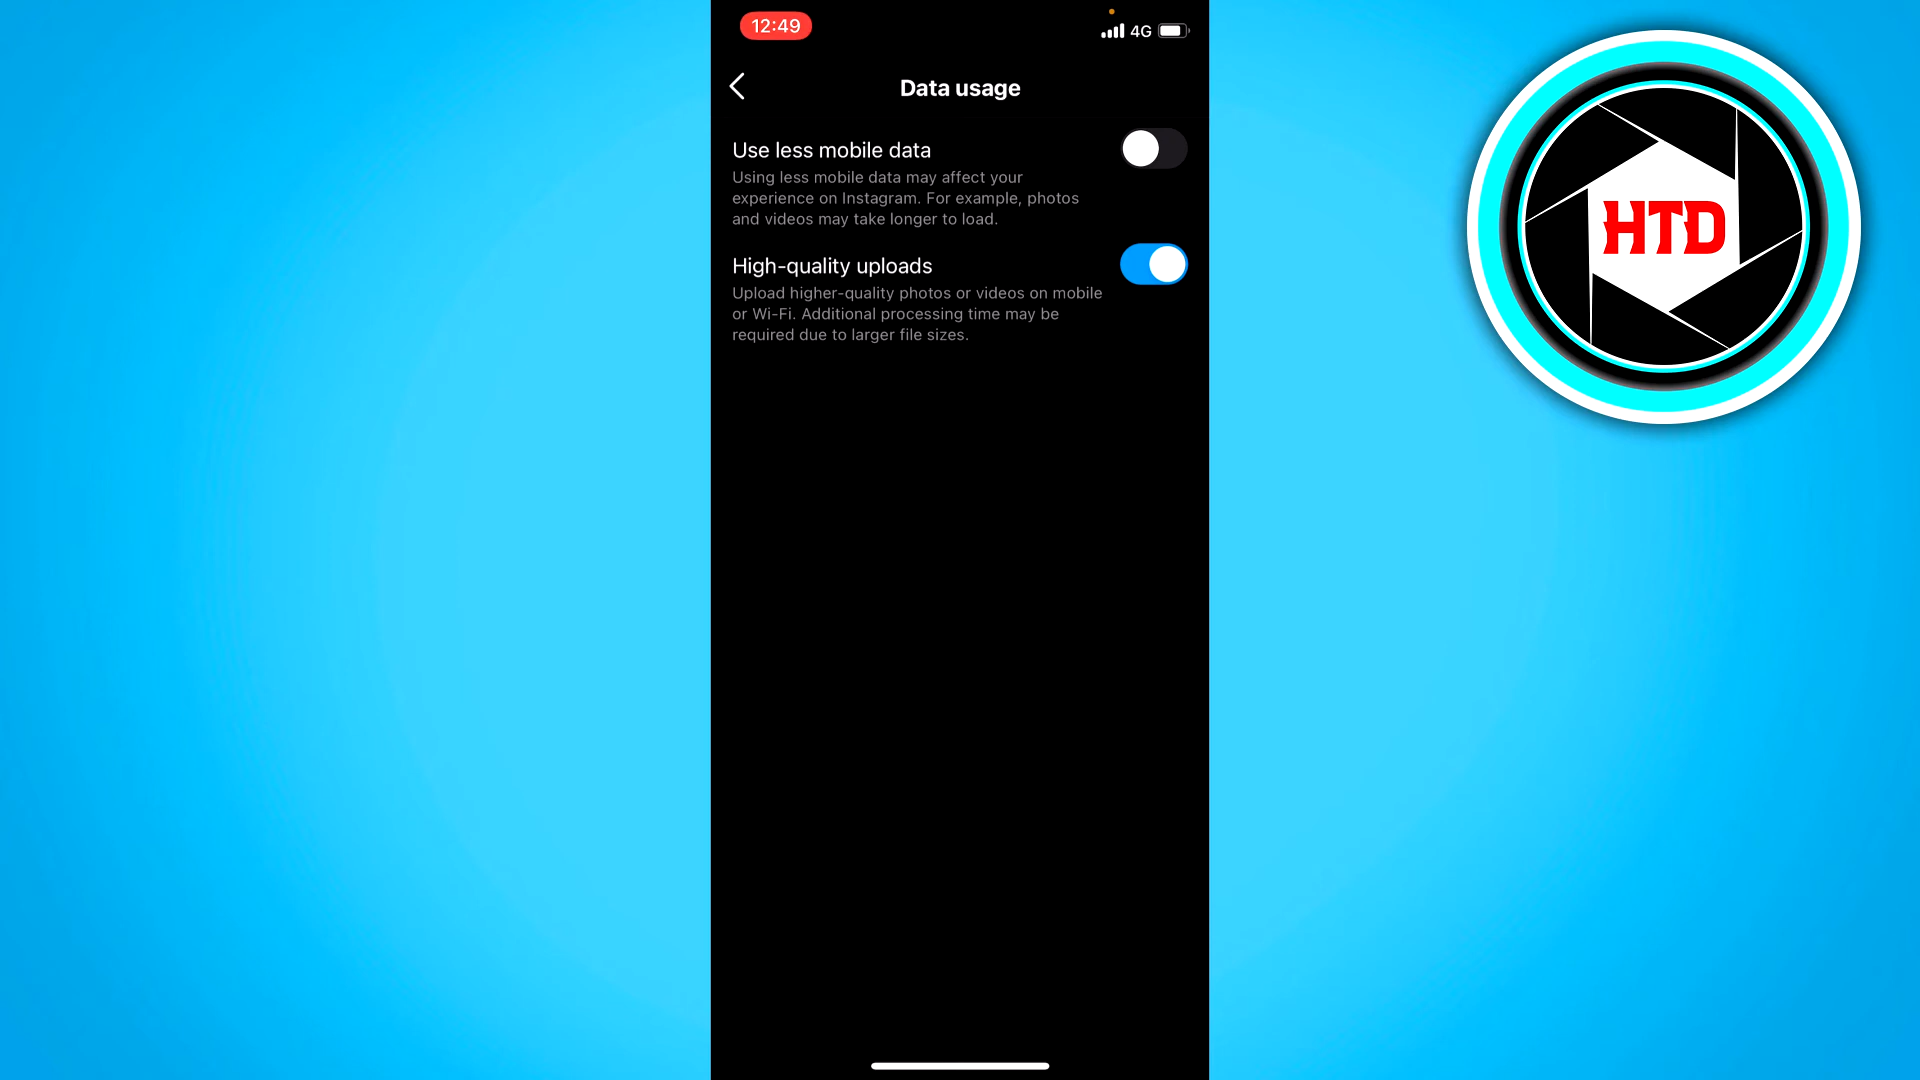 12:49
4G
Data usage
Use less mobile data
Using less mobile data may affect your
experience on Instagram. For example, photos
and videos may take longer to load.
High-quality uploads
Upload higher-quality photos or videos on mobile
or Wi-Fi. Additional processing time may be
required due to larger file sizes.
HTD